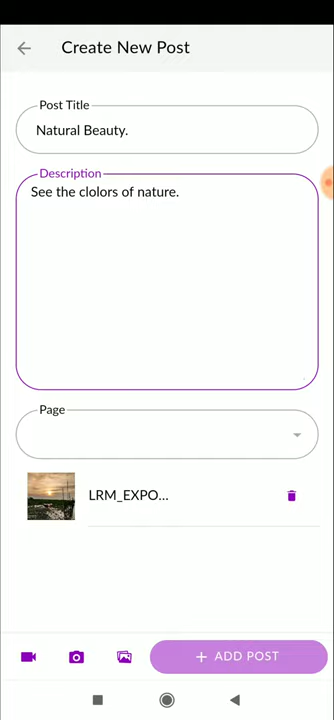 Create New Post
Post Title
Natural Beauty.
Description
See the clolors of nature.
Page
LRM_EXPO...
+ ADD POST